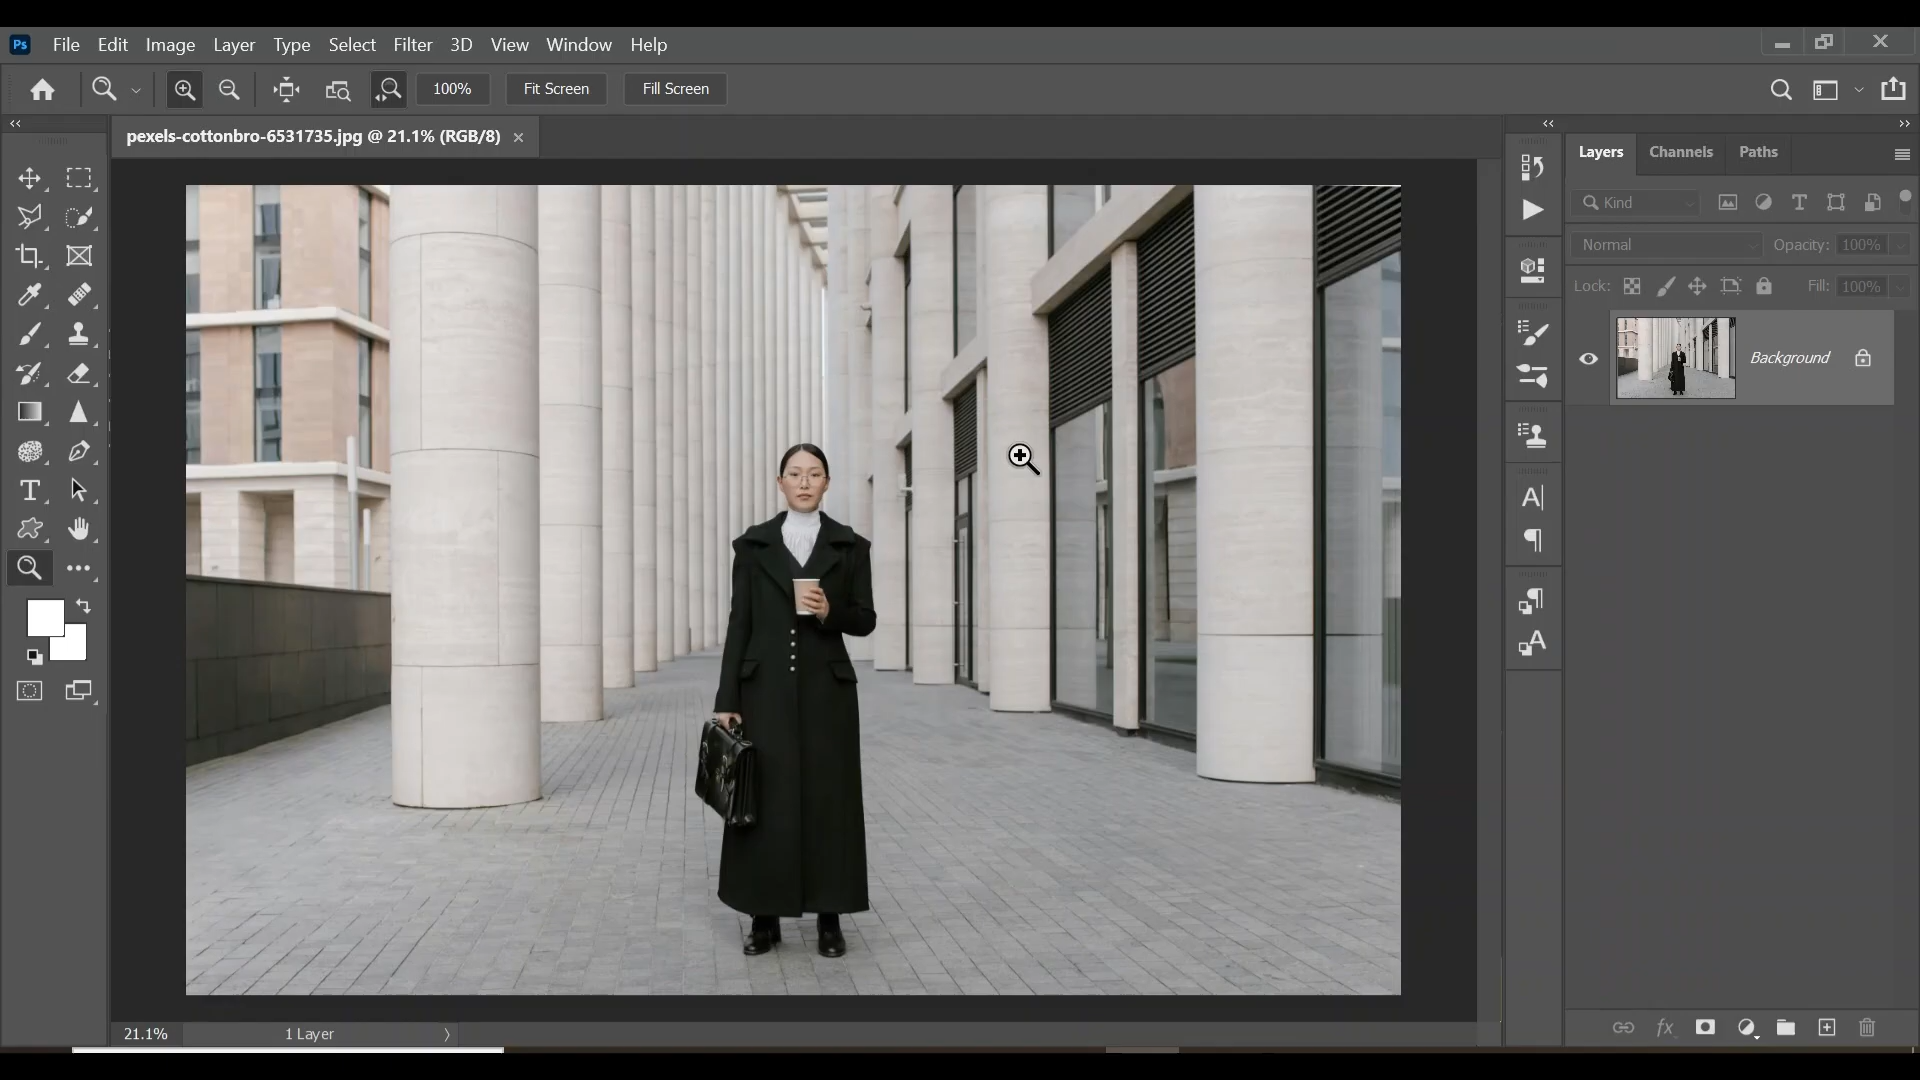 Ps File Edit Image Layer Type Select Filter 3D View Window Help
100% Fit Screen Fill Screen
pexels-cottonbro-6531735.jpg @ 21.1% (RGB/8)
Layers Channels Paths
Kind
Normal Opacity: 100%
Lock: Fill: 100%
Background
21.1% 1 Layer